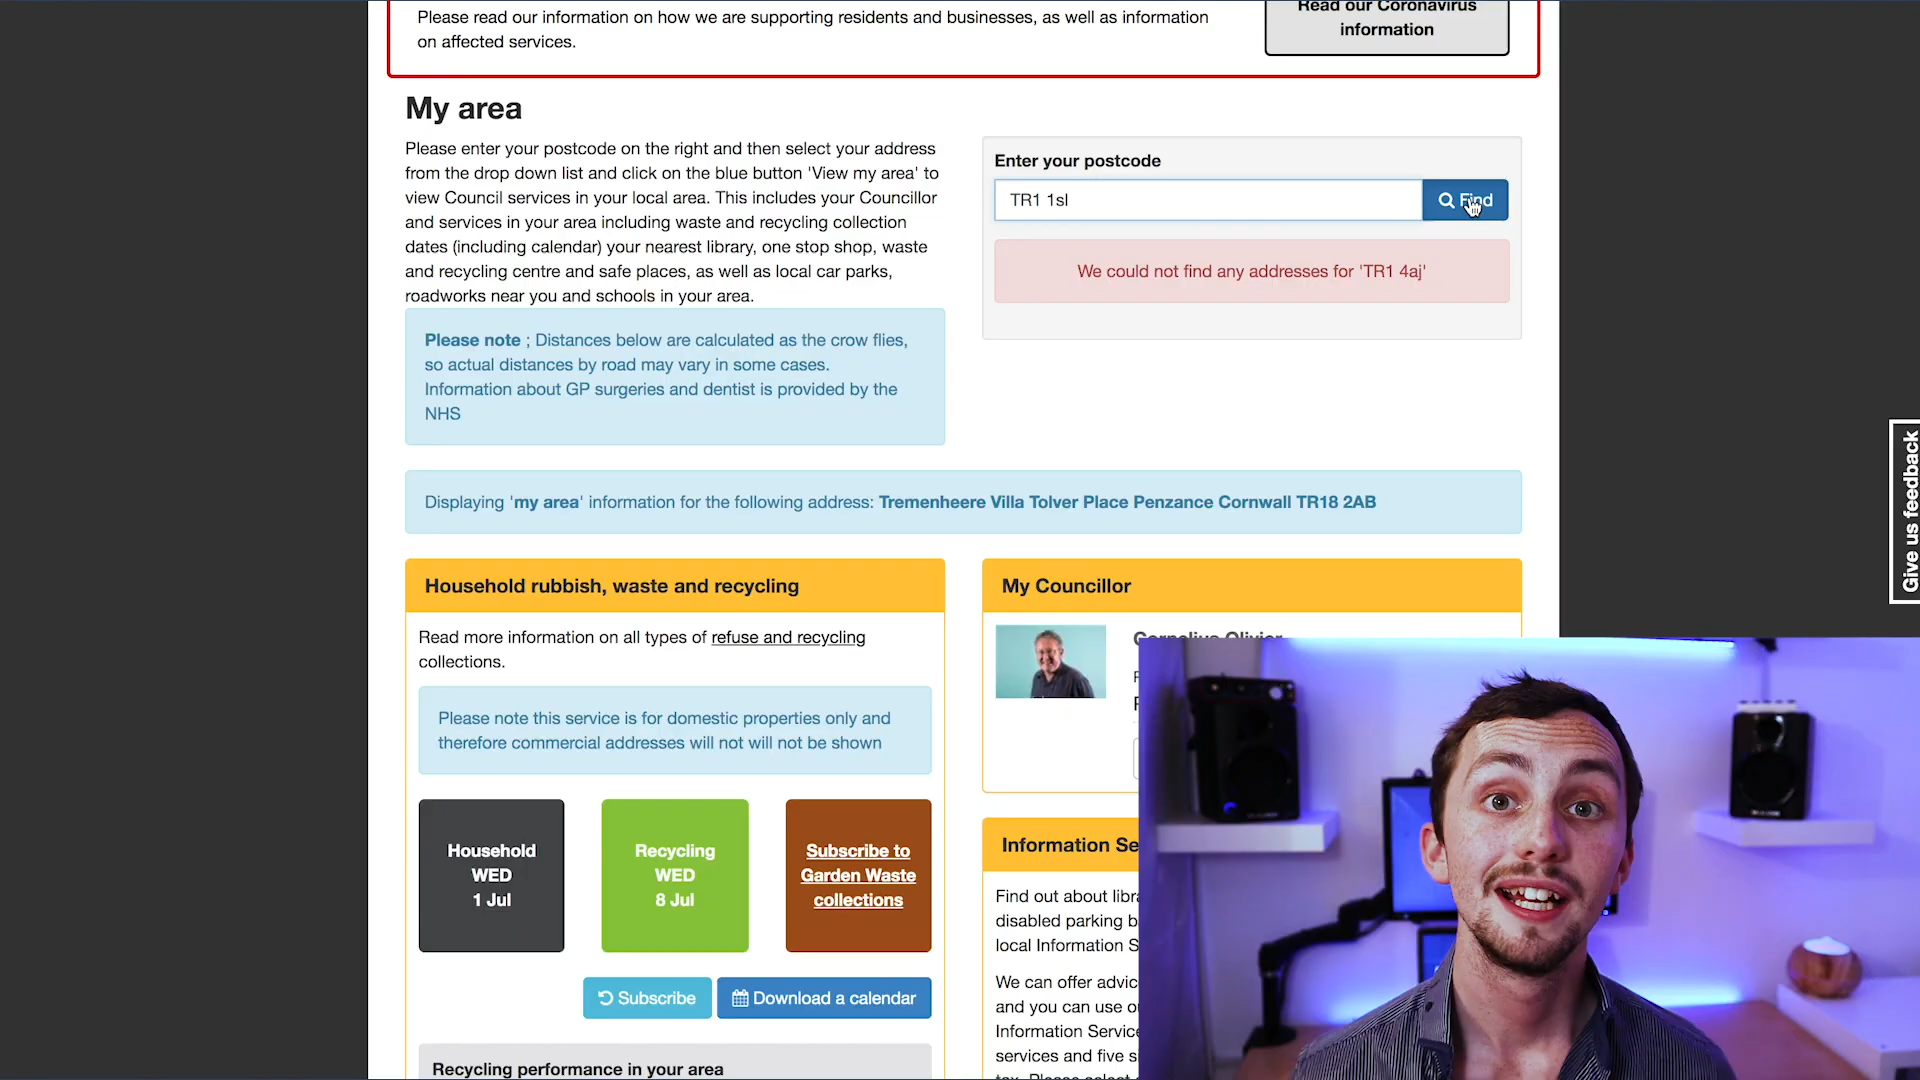 Please read our information on how we are supporting residents and businesses, as well as information
on affected services.
Read our Coronavirus
information
My area
Please enter your postcode on the right and then select your address
from the drop down list and click on the blue button 'View my area' to
view Council services in your local area. This includes your Councillor
and services in your area including waste and recycling collection
dates (including calendar) your nearest library, one stop shop, waste
and recycling centre and safe places, as well as local car parks,
roadworks near you and schools in your area.
Enter your postcode
TR1 1sl
Find
We could not find any addresses for 'TR1 4aj'
Please note ; Distances below are calculated as the crow flies,
so actual distances by road may vary in some cases.
Information about GP surgeries and dentist is provided by the
NHS
Give us feedback
Displaying 'my area' information for the following address: Tremenheere Villa Tolver Place Penzance Cornwall TR18 2AB
Household rubbish, waste and recycling
Read more information on all types of refuse and recycling
collections.
Please note this service is for domestic properties only and
therefore commercial addresses will not will not be shown
Household
WED
1 Jul
Recycling
WED
8 Jul
Subscribe to
Garden Waste
collections
Subscribe
Download a calendar
Recycling performance in your area
My Councillor
Cornelius Olivier
Information Se
Find out about libra
disabled parking b
local Information S
We can offer advic
and you can use o
Information Service
services and five s